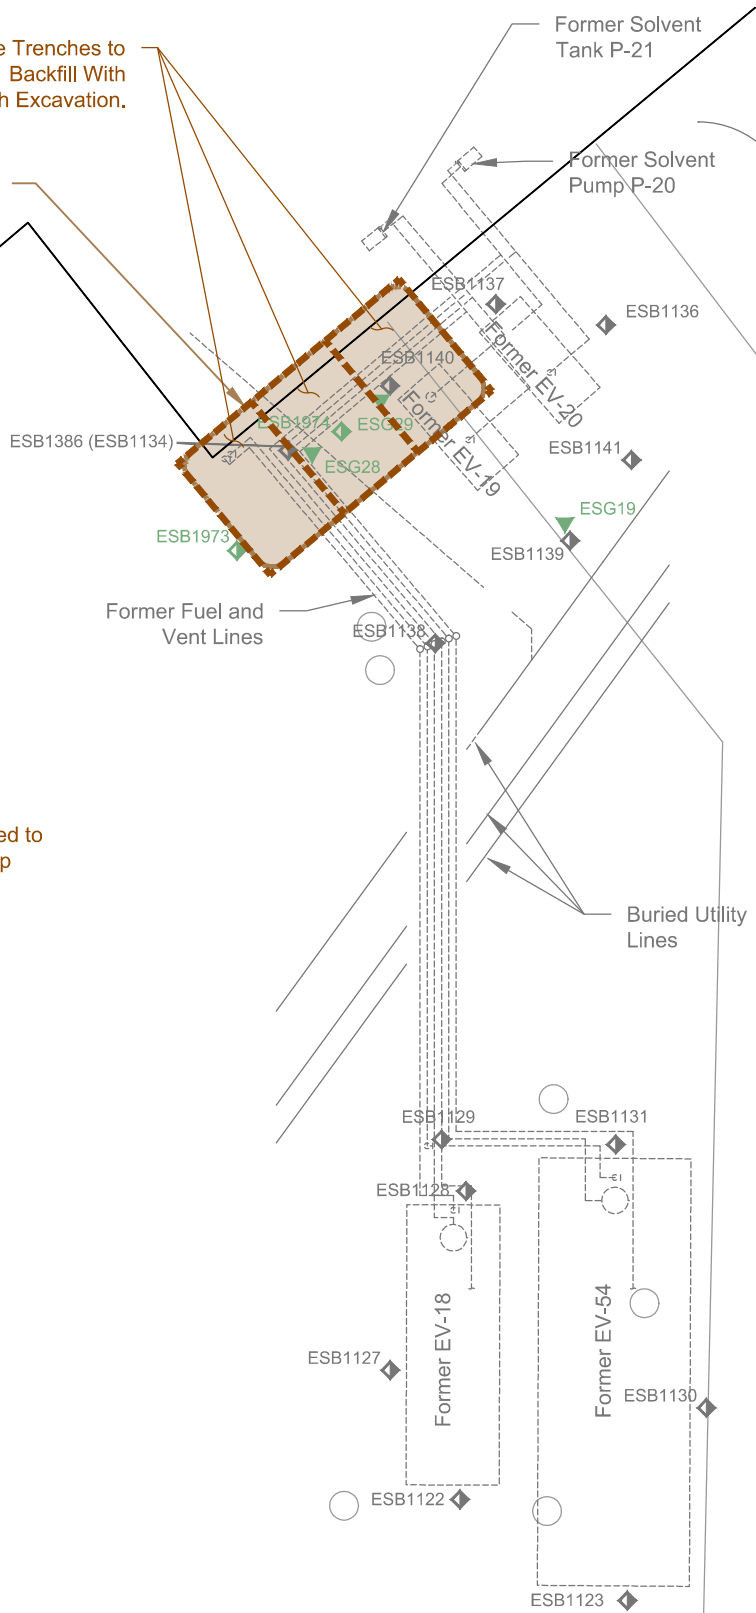 Former Solvent
Tank P-21
e Trenches to
Backfill With
h Excavation.
Former Solvent
Pump P-20
ESB1137
ESB1136
Former EV-20
ESB1140
Former EV-19
ESB1974
ESG29
ESB1386 (ESB1134)
ESG28
ESB1141
ESG19
ESB1973
ESB1139
Former Fuel and
Vent Lines
ESB1138
ed to
p
Buried Utility
Lines
ESB1129
ESB1131
ESB1128
Former EV-18
Former EV-54
ESB1127
ESB1130
ESB1122
ESB1123